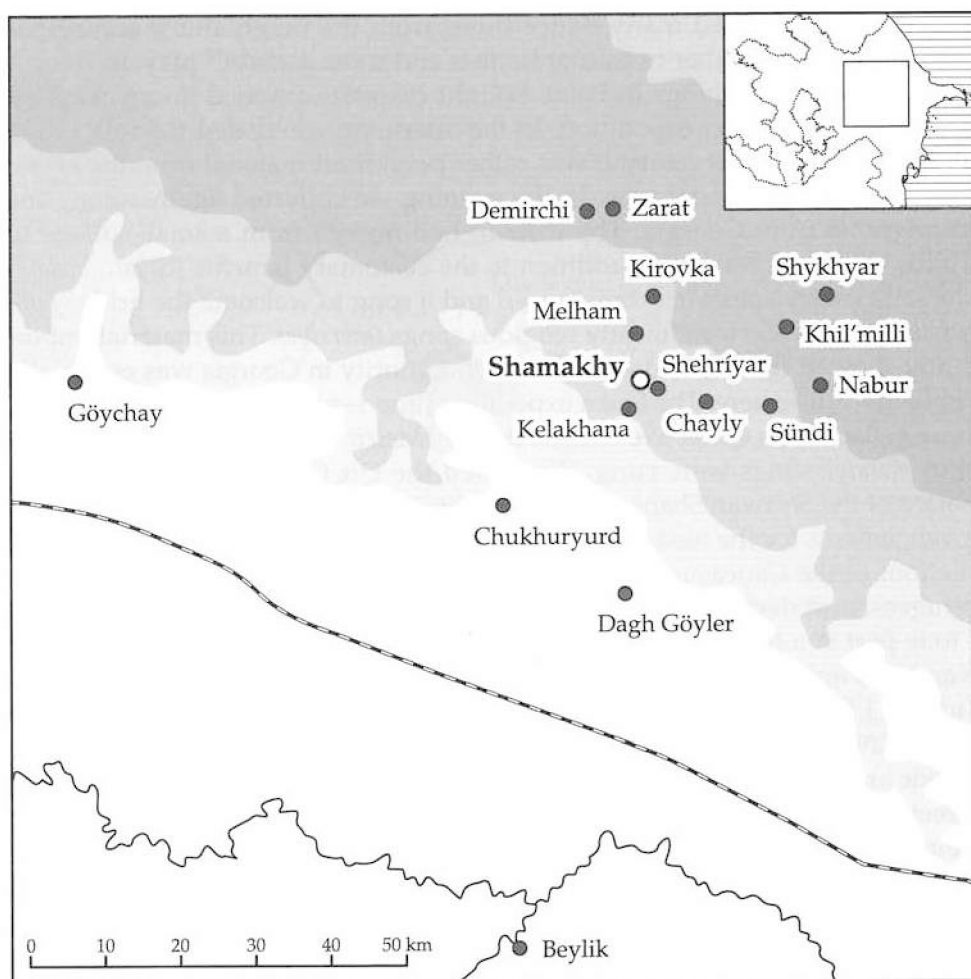 Demirchi
Zarat
Kirovka
Shykhyar
Melham
Khil'milli
Shamakhy
Shehríyar
Nabur
Göychay
Kelakhana
Chayly
Sündi
Chukhuryurd
Dagh Göyler
0 10 20 30 40 50 km
Beylik